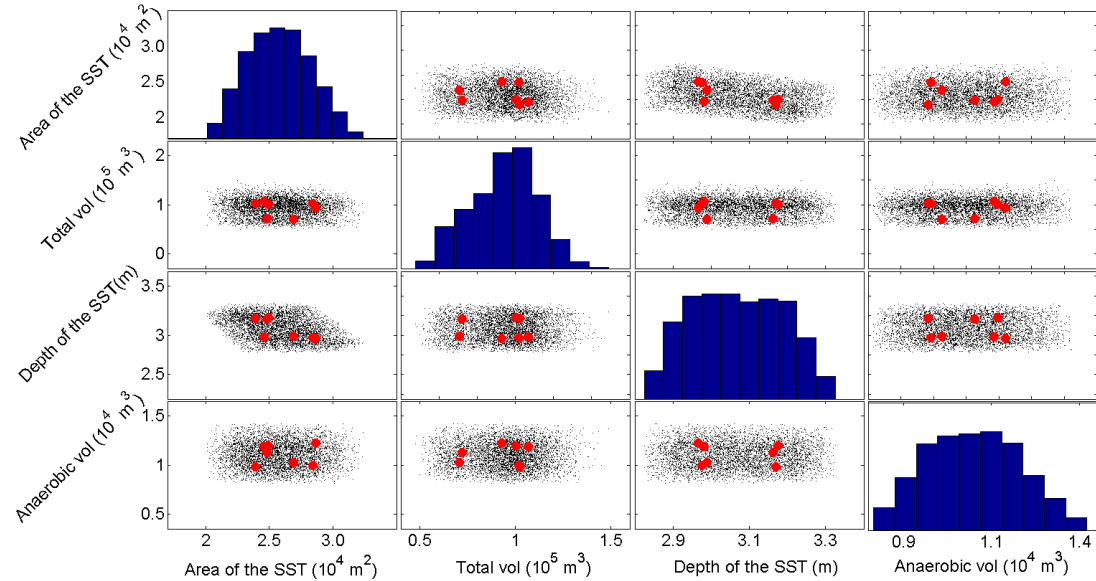 Area of the SST (10⁴ m²)
3.0
2.5
2
Total vol (10⁵ m³)
2
1
0
Depth of the SST(m)
3.5
3
2.5
Anaerobic vol (10⁴ m³)
1.5
1
0.5
2 2.5 3 0.5 1 1.5 2.9 3.1 3.3 0.9 1.1 1.4
Area of the SST (10⁴ m²) Total vol (10⁵ m³) Depth of the SST (m) Anaerobic vol (10⁴ m³)